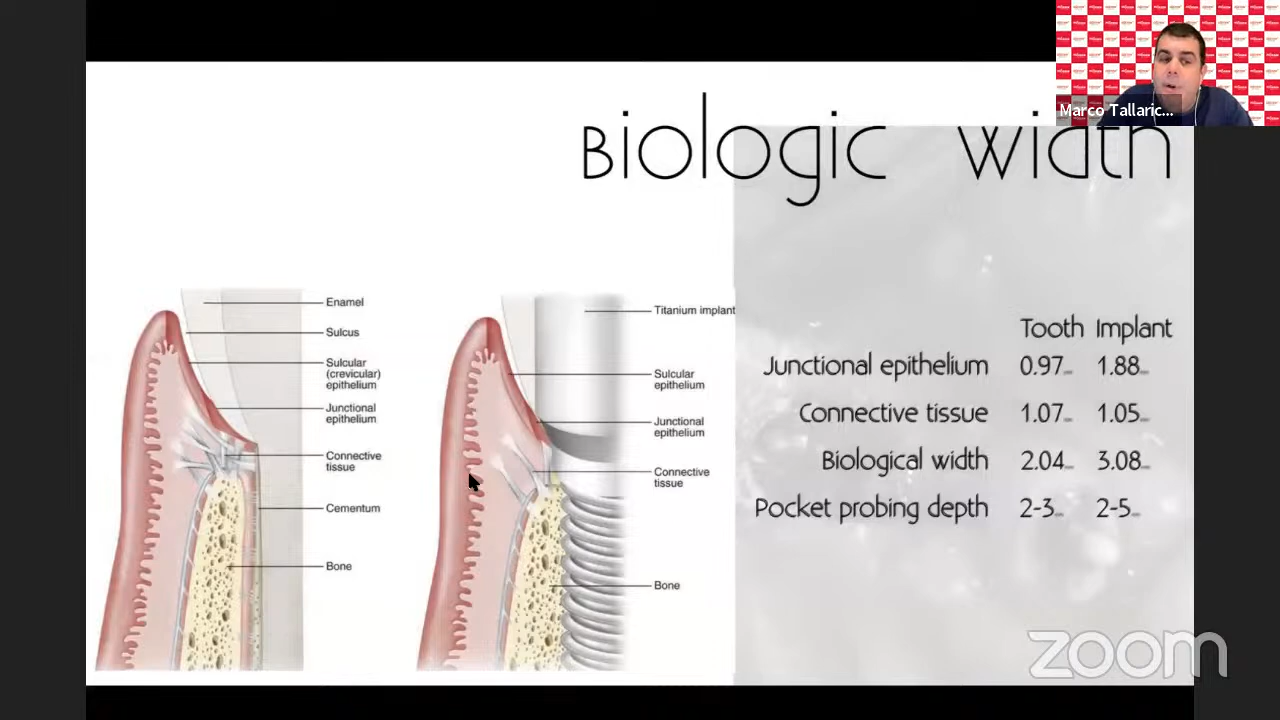 Marco Tallaric...
Biologic Width
Enamel
Sulcus
Sulcular
(crevicular)
epithelium
Junctional
epithelium
Connective
tissue
Cementum
Bone
Titanium implant
Sulcular
epithelium
Junctional
epithelium
Connective
tissue
Bone
Tooth Implant
Junctional epithelium 0.97 1.88
Connective tissue 1.07 1.05
Biological width 2.04 3.08
Pocket probing depth 2-3 2-5
zoom